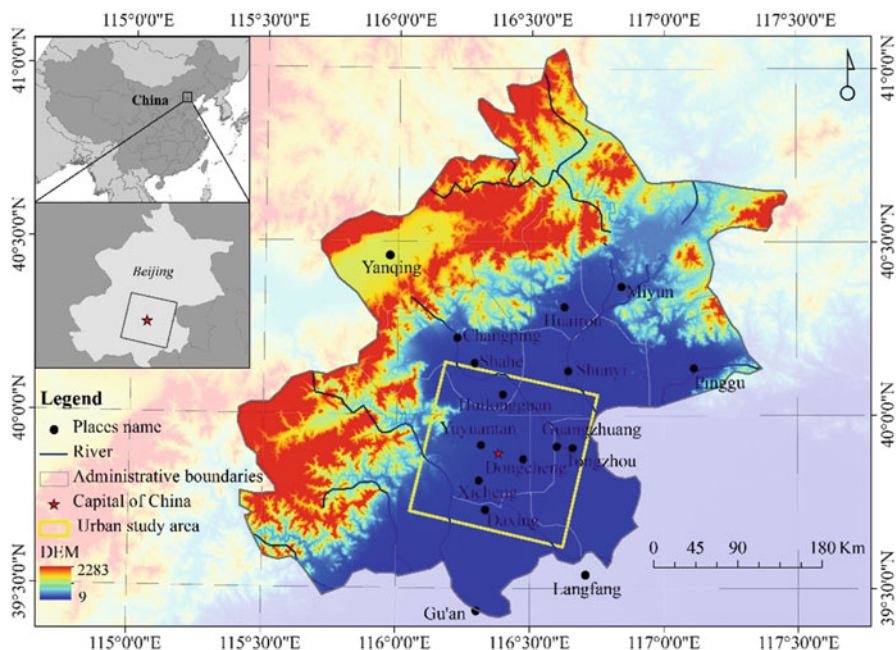 115°0'0"E 115°30'0"E 116°0'0"E 116°30'0"E 117°0'0"E 117°30'0"E
41°0'0"N
40°30'0"N
40°0'0"N
39°30'0"N
China
Beijing
Yanqing
Miyun
Huairou
Changping
Shahe
Shunyi
Pinggu
Huilongguan
Yuyuantan
Guangzhuang
Dongcheng
Tongzhou
Xicheng
Daxing
Langfang
Gu'an
Legend
Places name
River
Administrative boundaries
Capital of China
Urban study area
DEM
2283
9
0 45 90 180 Km
41°0'0"N
40°30'0"N
40°0'0"N
39°30'0"N
115°0'0"E 115°30'0"E 116°0'0"E 116°30'0"E 117°0'0"E 117°30'0"E